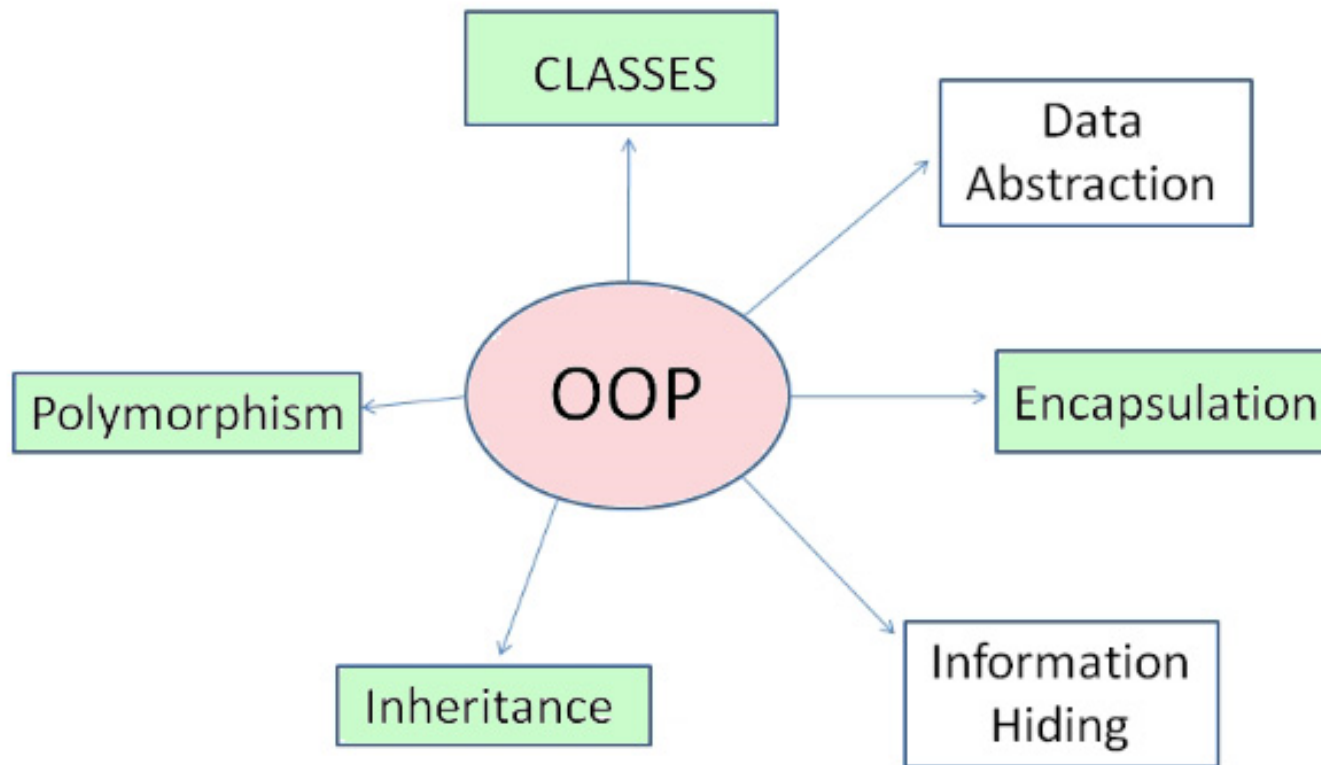 CLASSES
Data
Abstraction
OOP
Polymorphism
Encapsulation
Inheritance
Information
Hiding